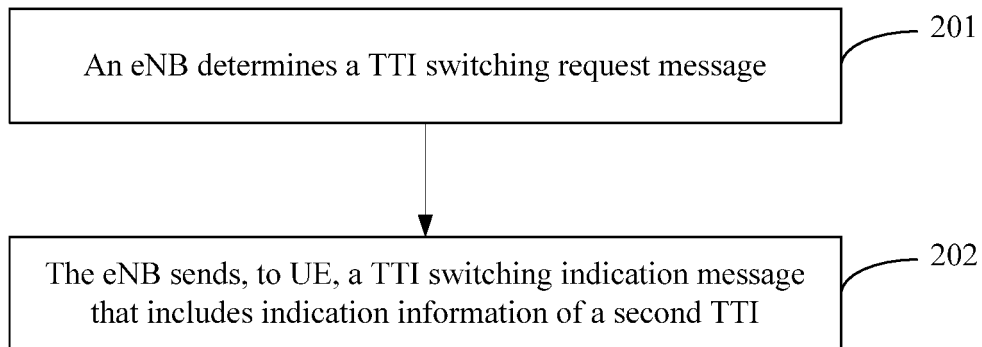 201
An eNB determines a TTI switching request message
202
The eNB sends, to UE, a TTI switching indication message
that includes indication information of a second TTI